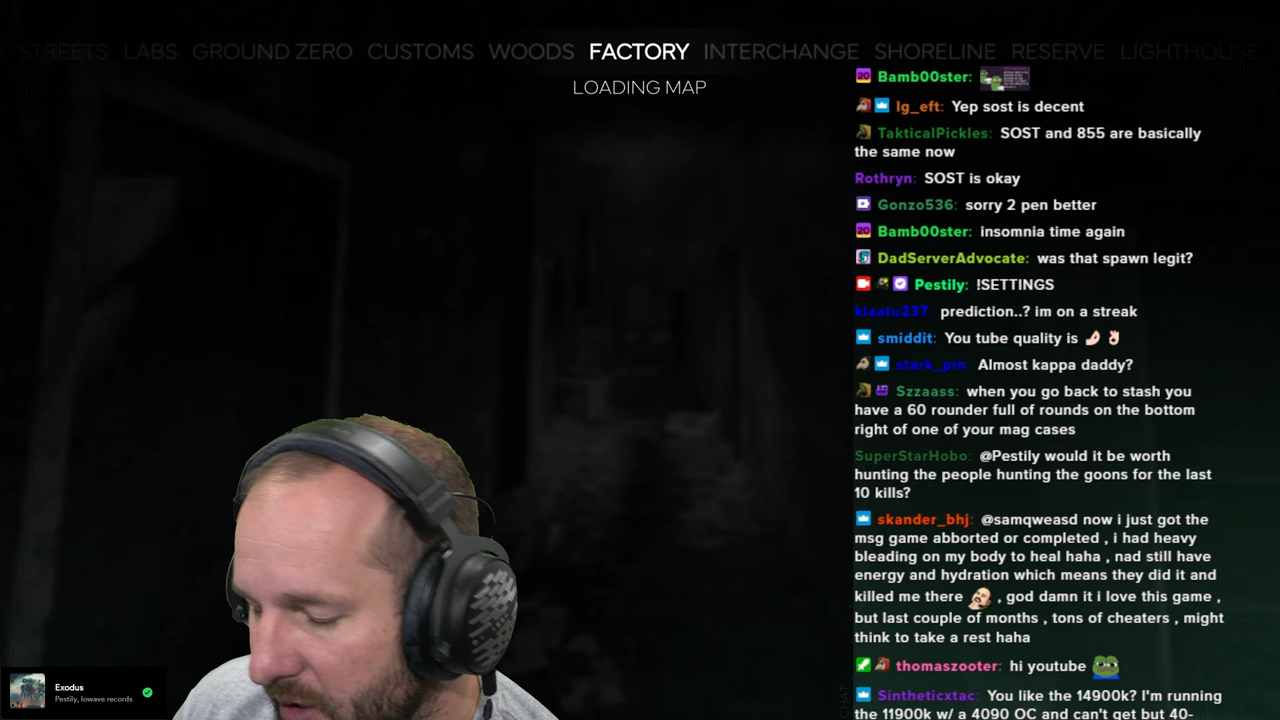 STREETS LABS GROUND ZERO CUSTOMS WOODS FACTORY INTERCHANGE SHORELINE RESERVE LIGHTHOUSE
LOADING MAP
20 Bamb00ster:
lg_eft: Yep sost is decent
TakticalPickles: SOST and 855 are basically
the same now
Rothryn: SOST is okay
Gonzo536: sorry 2 pen better
20 Bamb00ster: insomnia time again
DadServerAdvocate: was that spawn legit?
Pestily: !SETTINGS
klaatu237: prediction..? im on a streak
smiddit: You tube quality is 🤌🏻 👌🏻
stark_pin: Almost kappa daddy?
Szzaass: when you go back to stash you
have a 60 rounder full of rounds on the bottom
right of one of your mag cases
SuperStarHobo: @Pestily would it be worth
hunting the people hunting the goons for the last
10 kills?
skander_bhj: @samqweasd now i just got the
msg game abborted or completed , i had heavy
bleading on my body to heal haha , nad still have
energy and hydration which means they did it and
killed me there , god damn it i love this game ,
but last couple of months , tons of cheaters , might
think to take a rest haha
thomaszooter: hi youtube
Sintheticxtac: You like the 14900k? I'm running
the 11900k w/ a 4090 OC and can't get but 40-
CHAT
Exodus
Pestily, lowave records